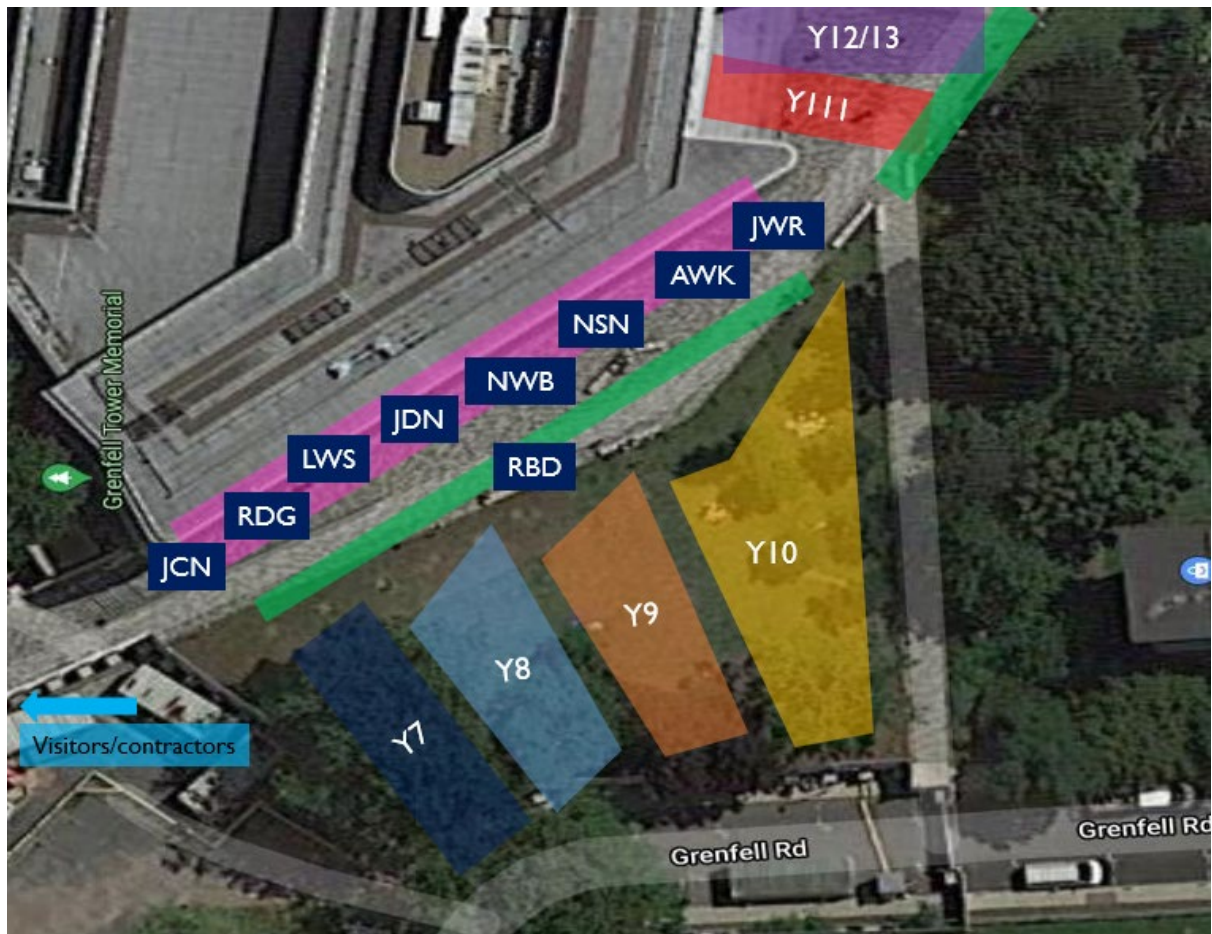 Y12/13
Y111
JWR
AWK
NSN
NWB
JDN
LWS
RBD
RDG
JCN
Grenfell Tower Memorial
Y10
Y9
Y8
Y7
Visitors/contractors
Grenfell Rd
Grenfell Rd